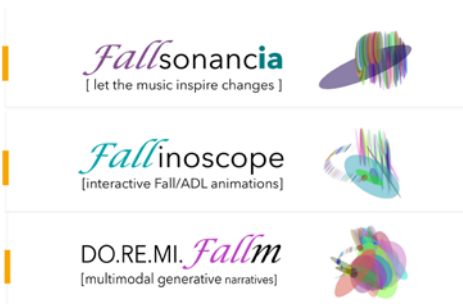 Fallsonancia
[ let the music inspire changes ]
Fallinoscope
[interactive Fall/ADL animations]
DO.RE.MI. Fallm
[multimodal generative narratives]